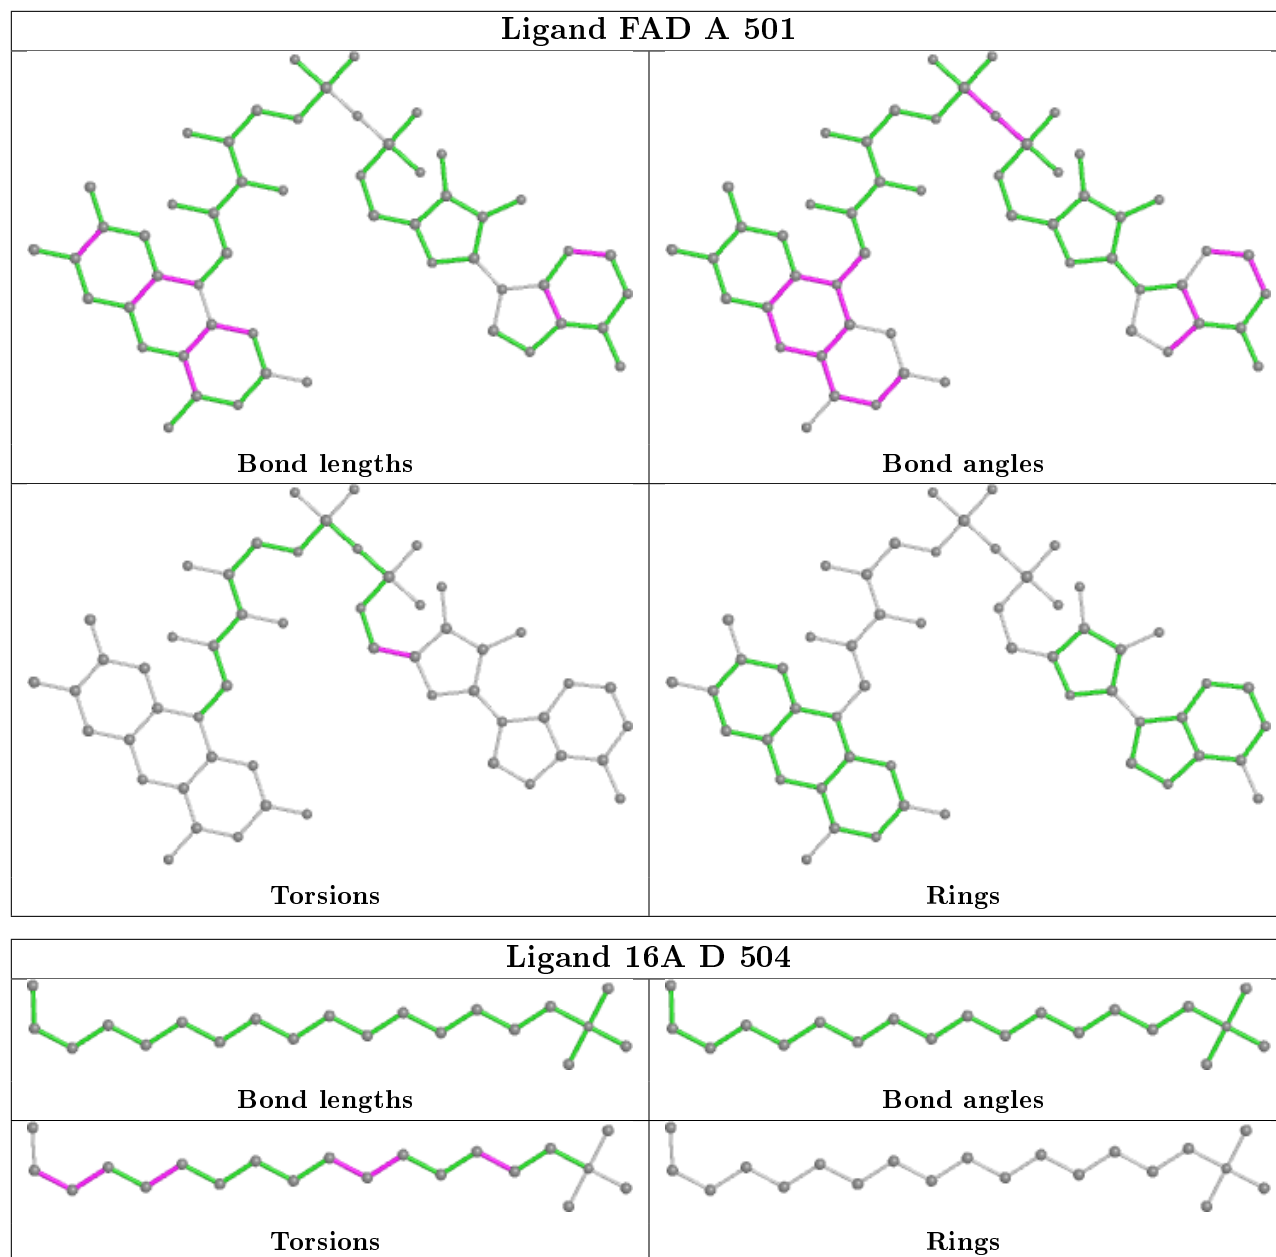 Ligand FAD A 501
Bond lengths
Bond angles
Torsions
Rings
Ligand 16A D 504
Bond lengths
Bond angles
Torsions
Rings